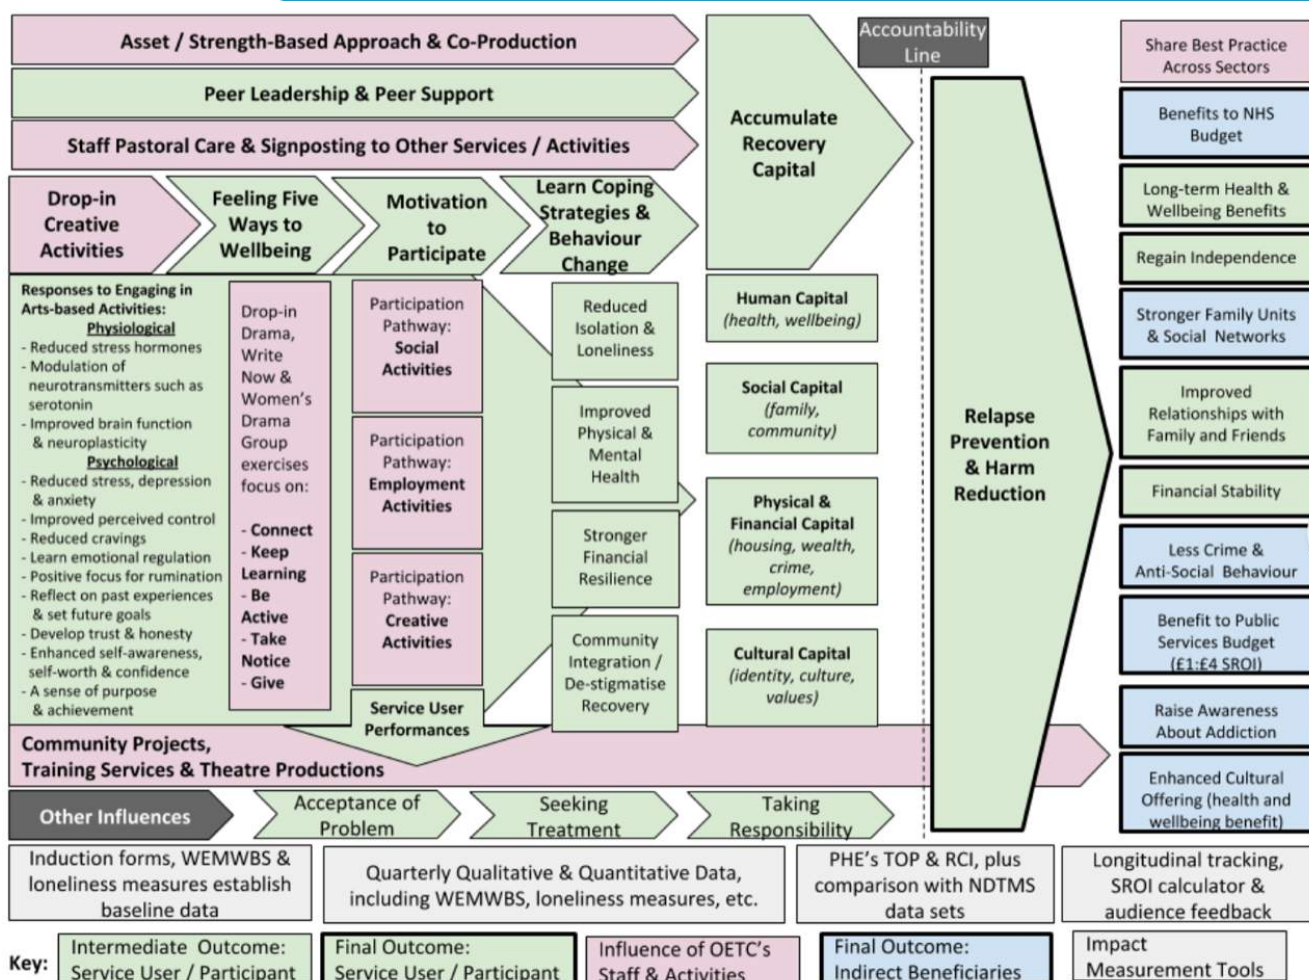 Asset / Strength-Based Approach & Co-Production
Peer Leadership & Peer Support
Staff Pastoral Care & Signposting to Other Services / Activities
Drop-in
Creative
Activities
Feeling Five
Ways to
Wellbeing
Motivation
to
Participate
Learn Coping
Strategies &
Behaviour
Change
Accumulate
Recovery
Capital
Accountability
Line
Responses to Engaging in
Arts-based Activities:
Physiological
- Reduced stress hormones
- Modulation of
neurotransmitters such as
serotonin
- Improved brain function
& neuroplasticity
Psychological
- Reduced stress, depression
& anxiety
- Improved perceived control
- Reduced cravings
- Learn emotional regulation
- Positive focus for rumination
- Reflect on past experiences
& set future goals
- Develop trust & honesty
- Enhanced self-awareness,
self-worth & confidence
- A sense of purpose
& achievement
Drop-in
Drama,
Write
Now &
Women's
Drama
Group
exercises
focus on:
- Connect
- Keep
Learning
- Be
Active
- Take
Notice
- Give
Participation
Pathway:
Social
Activities
Participation
Pathway:
Employment
Activities
Participation
Pathway:
Creative
Activities
Service User
Performances
Reduced
Isolation &
Loneliness
Improved
Physical &
Mental
Health
Stronger
Financial
Resilience
Community
Integration /
De-stigmatise
Recovery
Human Capital
(health, wellbeing)
Social Capital
(family,
community)
Physical &
Financial Capital
(housing, wealth,
crime,
employment)
Cultural Capital
(identity, culture,
values)
Relapse
Prevention
& Harm
Reduction
Share Best Practice
Across Sectors
Benefits to NHS
Budget
Long-term Health &
Wellbeing Benefits
Regain Independence
Stronger Family Units
& Social Networks
Improved
Relationships with
Family and Friends
Financial Stability
Less Crime &
Anti-Social Behaviour
Benefit to Public
Services Budget
(£1:£4 SROI)
Raise Awareness
About Addiction
Enhanced Cultural
Offering (health and
wellbeing benefit)
Community Projects,
Training Services & Theatre Productions
Other Influences
Acceptance of
Problem
Seeking
Treatment
Taking
Responsibility
Induction forms, WEMWBS &
loneliness measures establish
baseline data
Quarterly Qualitative & Quantitative Data,
including WEMWBS, loneliness measures, etc.
PHE's TOP & RCI, plus
comparison with NDTMS
data sets
Longitudinal tracking,
SROI calculator &
audience feedback
Key:
Intermediate Outcome:
Service User / Participant
Final Outcome:
Service User / Participant
Influence of OETC's
Staff & Activities
Final Outcome:
Indirect Beneficiaries
Impact
Measurement Tools